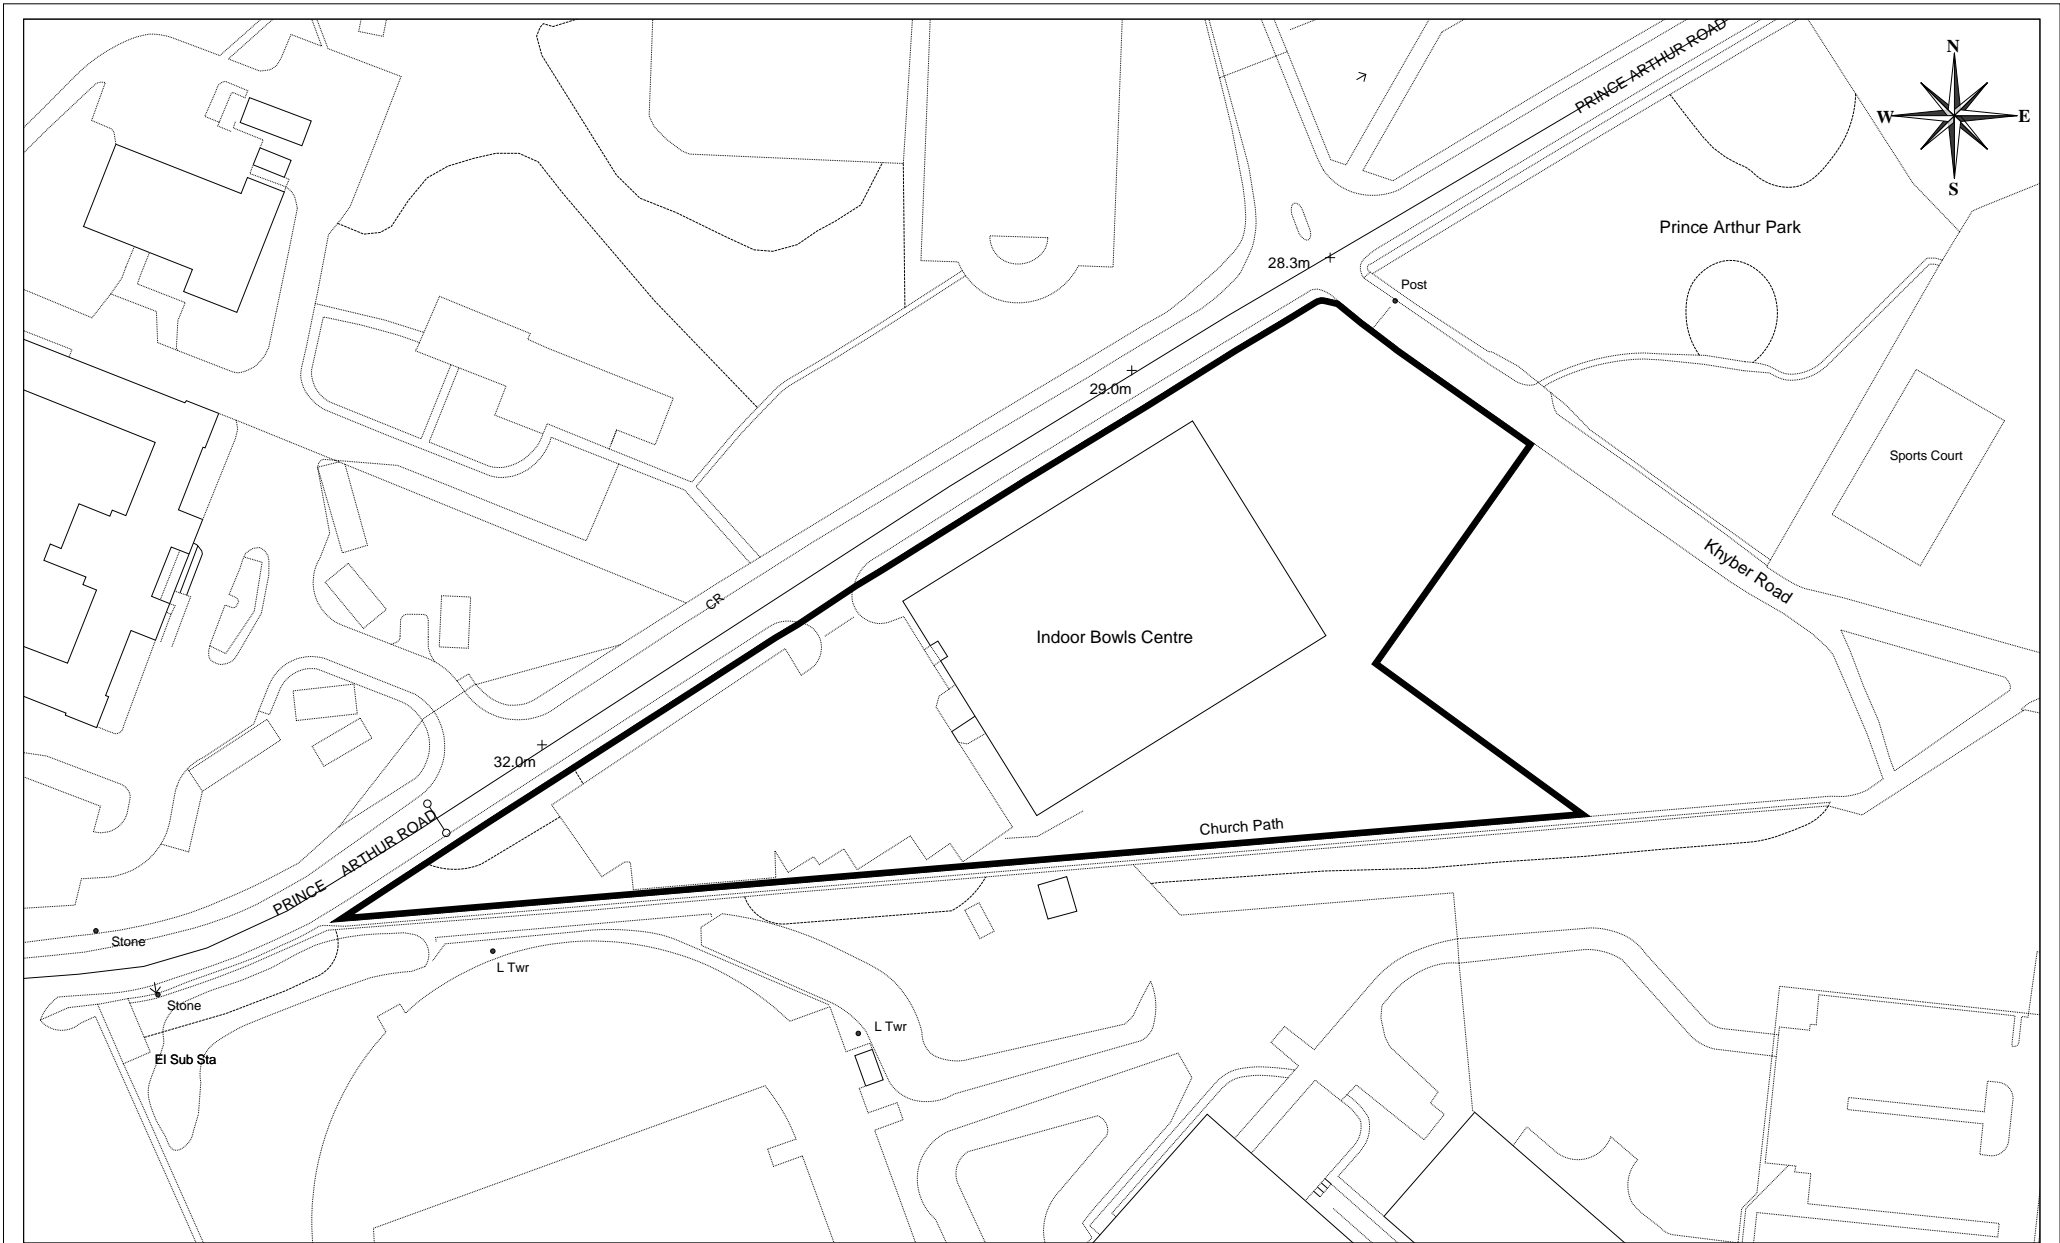 PRINCE ARTHUR ROAD
N
W
E
S
Prince Arthur Park
28.3m
Post
29.0m
Sports Court
Khyber Road
CR
Indoor Bowls Centre
32.0m
Church Path
PRINCE ARTHUR ROAD
Stone
L Twr
Stone
L Twr
El Sub Sta